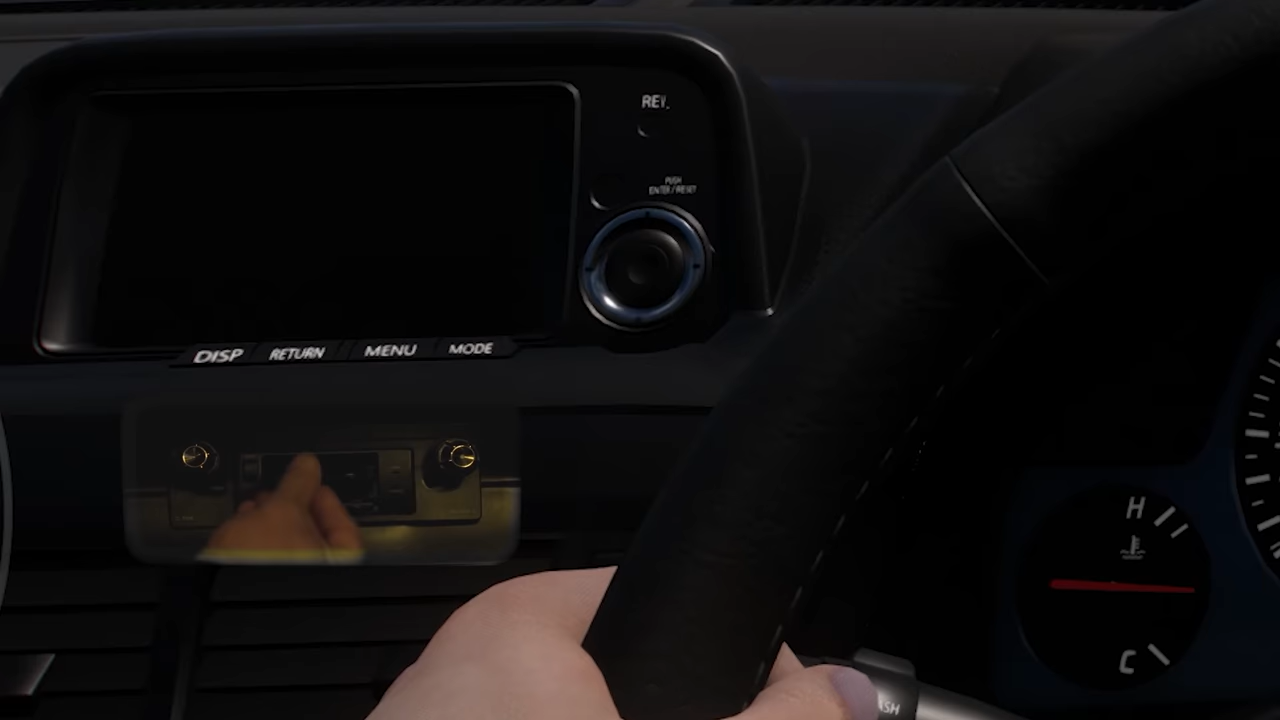 REV.
PUSH
ENTER/RESET
DISP RETURN MENU MODE
H
C